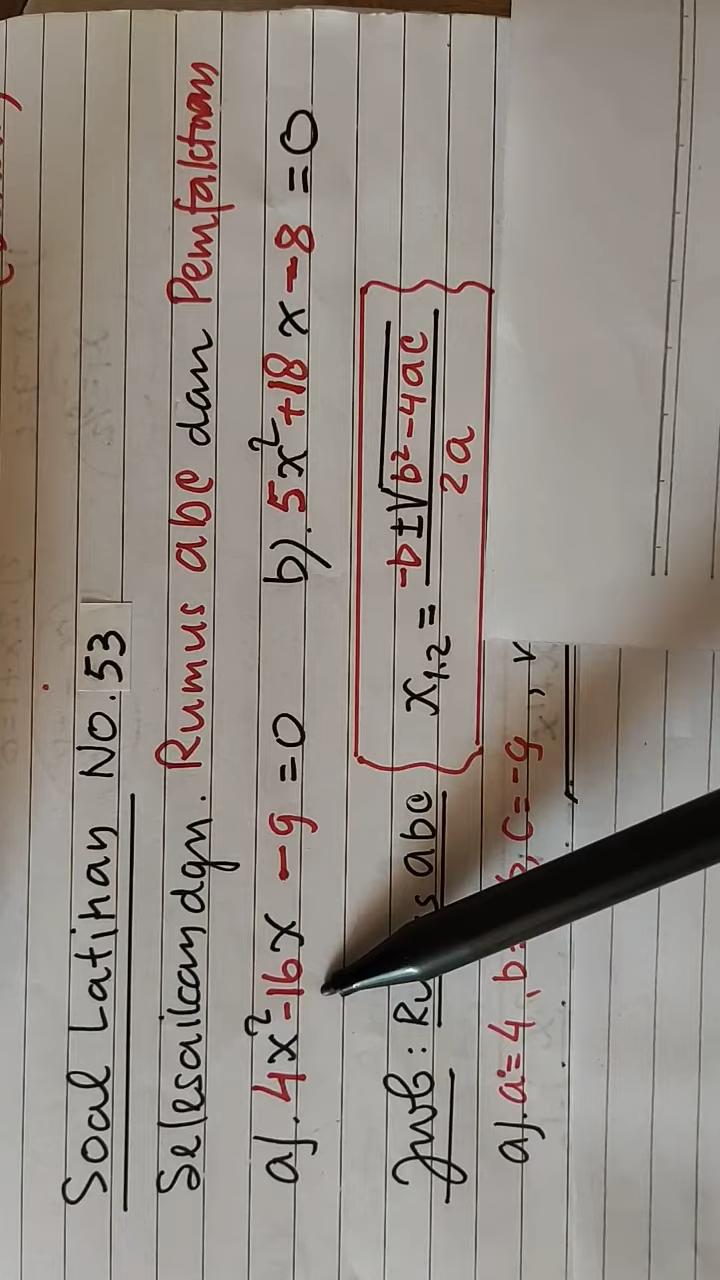 Soal Latihan No. 53
Selesaikan dgn. Rumus abc dan Pemfaktoran
a). 4x²-16x -9=0 b). 5x²+18x-8=0
Jwb: abc x₁,₂ = -b±√b²-4ac
2a
a). a=4, c=-9